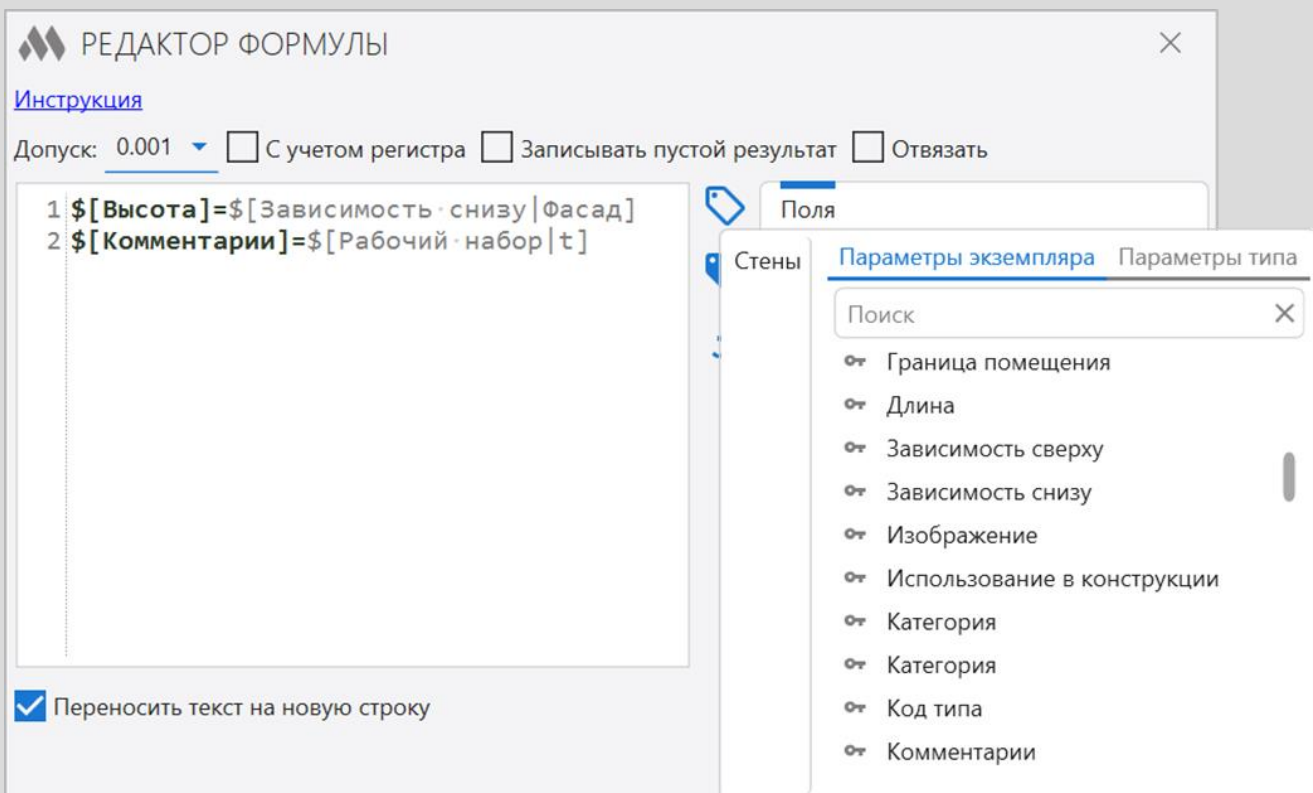 РЕДАКТОР ФОРМУЛЫ
Инструкция
Допуск: 0.001 С учетом регистра Записывать пустой результат Отвязать
1 $[Высота]=$[Зависимость·снизу|Фасад]
2 $[Комментарии]=$[Рабочий·набор|t]
Поля
Стены
Параметры экземпляра Параметры типа
Поиск
Граница помещения
Длина
Зависимость сверху
Зависимость снизу
Изображение
Использование в конструкции
Категория
Категория
Код типа
Комментарии
Переносить текст на новую строку